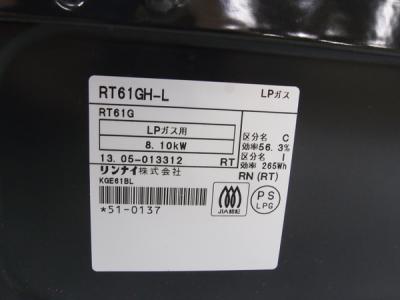 RT61GH-L LPガス
RT61G
LPガス用
8.10kW
区分名 C
効率56.3%
区分名 I
効率 265Wh
13.05-013312 RT
RN (RT)
リンナイ株式会社
KGE61BL
*51-0137
JIA認証
PS
LPG